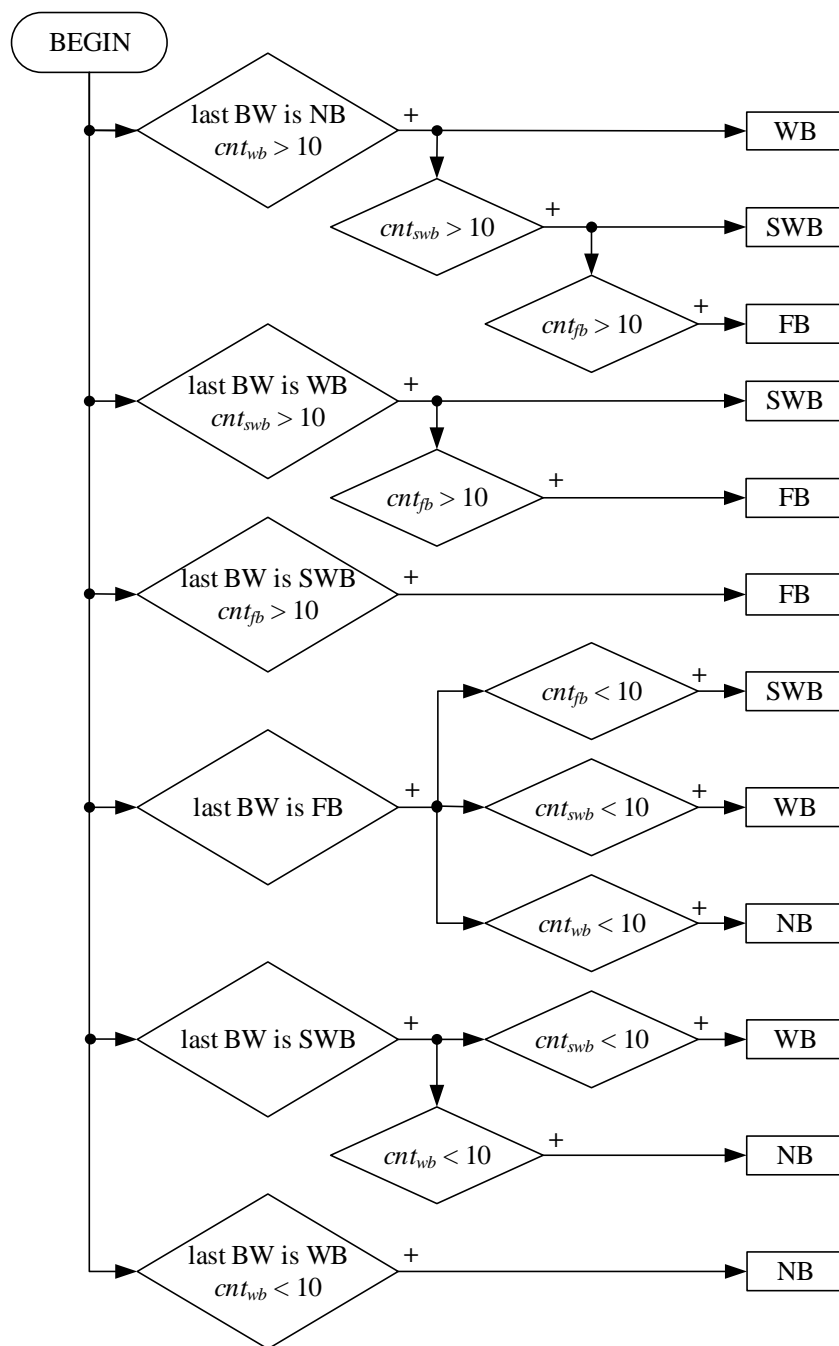 BEGIN
last BW is NB
cnt_wb > 10
+
WB
cnt_swb > 10
+
SWB
cnt_fb > 10
+
FB
last BW is WB
cnt_swb > 10
+
SWB
cnt_fb > 10
+
FB
last BW is SWB
cnt_fb > 10
+
FB
last BW is FB
+
cnt_fb < 10
+
SWB
cnt_swb < 10
+
WB
cnt_wb < 10
+
NB
last BW is SWB
+
cnt_swb < 10
+
WB
cnt_wb < 10
+
NB
last BW is WB
cnt_wb < 10
+
NB